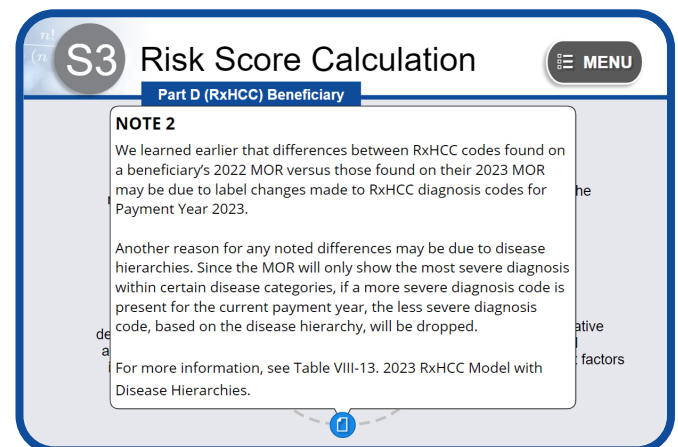 n!
(n
S3
Risk Score Calculation
MENU
Part D (RxHCC) Beneficiary
NOTE 2
We learned earlier that differences between RxHCC codes found on
a beneficiary's 2022 MOR versus those found on their 2023 MOR
may be due to label changes made to RxHCC diagnosis codes for
Payment Year 2023.
Another reason for any noted differences may be due to disease
hierarchies. Since the MOR will only show the most severe diagnosis
within certain disease categories, if a more severe diagnosis code is
present for the current payment year, the less severe diagnosis
code, based on the disease hierarchy, will be dropped.
For more information, see Table VIII-13. 2023 RxHCC Model with
Disease Hierarchies.
he
de
ative
a
factors